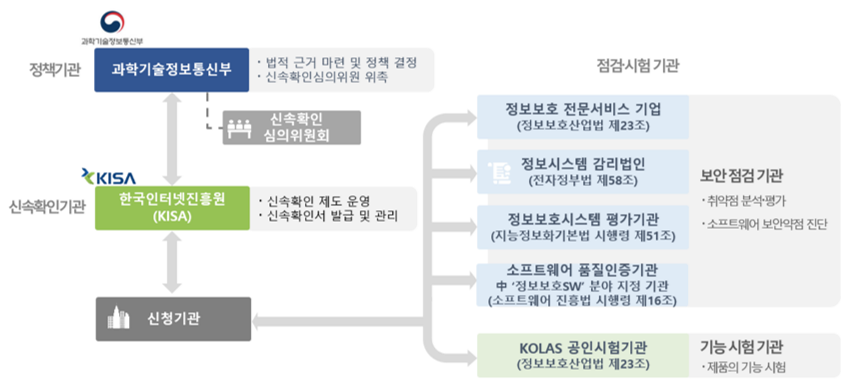 과학기술정보통신부
정책기관
과학기술정보통신부
· 법적 근거 마련 및 정책 결정
· 신속확인심의위원 위촉
신속확인
심의위원회
KISA
신속확인기관
한국인터넷진흥원
(KISA)
· 신속확인 제도 운영
· 신속확인서 발급 및 관리
신청기관
점검·시험 기관
정보보호 전문서비스 기업
(정보보호산업법 제23조)
정보시스템 감리법인
(전자정부법 제58조)
정보보호시스템 평가기관
(지능정보화기본법 시행령 제51조)
소프트웨어 품질인증기관
中 ‘정보보호SW’ 분야 지정 기관
(소프트웨어 진흥법 시행령 제16조)
보안 점검 기관
· 취약점 분석·평가
· 소프트웨어 보안약점 진단
KOLAS 공인시험기관
(정보보호산업법 제23조)
기능 시험 기관
· 제품의 기능 시험